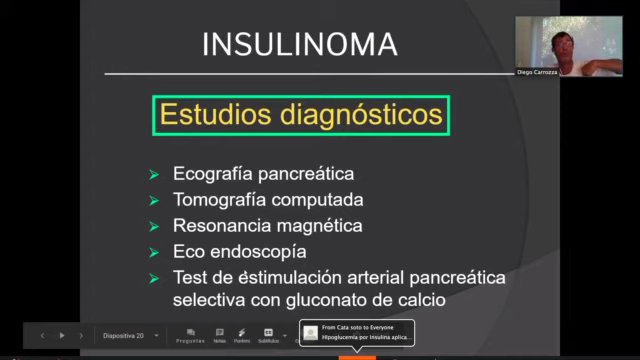 INSULINOMA
Diego Carrozza
Estudios diagnósticos
Ecografía pancreática
Tomografía computada
Resonancia magnética
Eco endoscopía
Test de estimulación arterial pancreática
selectiva con gluconato de calcio
From Cata soto to Everyone
Hipoglucemia por insulina aplica...
Diapositiva 20
Preguntas
Notas
Puntero
Subtítulos